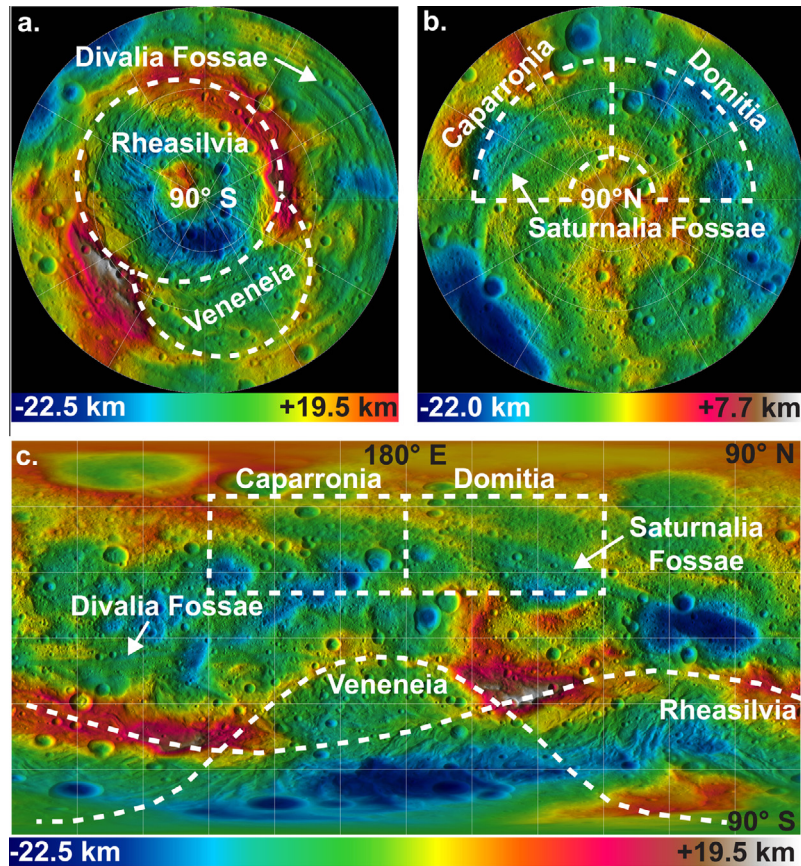 a.
Divalia Fossae
Rheasilvia
90° S
Veneneia
-22.5 km
+19.5 km
b.
Caparronia
Domitia
90°N
Saturnalia Fossae
-22.0 km
+7.7 km
c.
180° E
90° N
Caparronia
Domitia
Saturnalia
Fossae
Divalia Fossae
Veneneia
Rheasilvia
90° S
-22.5 km
+19.5 km